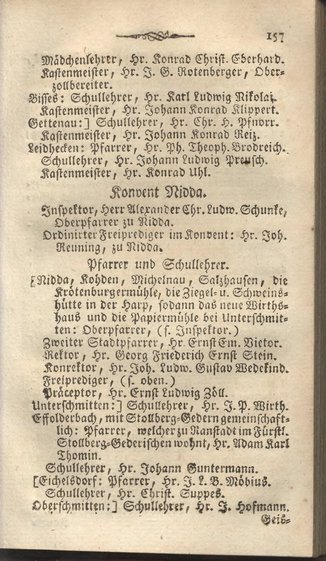 157
Mädchenlehrer, Hr. Konrad Christ. Eberhard.
Kastenmeister, Hr. J. G. Rotenberger, Ober-
zollbereiter.
Bisses: Schullehrer, Hr. Karl Ludwig Nikolai.
Kastenmeister, Hr. Johann Konrad Klippert.
Gettenau:] Schullehrer, Hr. Chr. H. Pfnorr.
Kastenmeister, Hr. Johann Konrad Reiz.
Leidhecken: Pfarrer, Hr. Ph. Theoph. Brodreich.
Schullehrer, Hr. Johann Ludwig Preusch.
Kastenmeister, Hr. Konrad Uhl.
Konvent Nidda.
Inspektor, Herr Alexander Chr. Ludw. Schunke,
Oberpfarrer zu Nidda.
Ordinirter Freiprediger im Konvent: Hr. Joh.
Reuning, zu Nidda.
Pfarrer und Schullehrer.
[Nidda, Kohden, Michelnau, Salzhausen, die
Krötenburgermühle, die Ziegel- u. Schweins-
hütte in der Harp, sodann das neue Wirths-
haus und die Papiermühle bei Unterschmit-
ten: Oberpfarrer, (s. Inspektor.)
Zweiter Stadtpfarrer, Hr. Ernst Em. Vietor.
Rektor, Hr. Georg Friederich Ernst Stein.
Konrektor, Hr. Joh. Ludw. Gustav Wedekind.
Freiprediger, (s. oben.)
Präceptor, Hr. Ernst Ludwig Zöll.
Unterschmitten:] Schullehrer, Hr. J. P. Wirth.
Effolderbach, mit Stollberg-Gedern gemeinschaft-
lich: Pfarrer, welcher zu Ranstadt im Fürstl.
Stollberg-Gederischen wohnt, Hr. Adam Karl
Thomin.
Schullehrer, Hr. Johann Guntermann.
[Eichelsdorf: Pfarrer, Hr. J. L. B. Möbius.
Schullehrer, Hr. Christ. Suppes.
Oberschmitten:] Schullehrer, Hr. J. Hofmann.
Geis-